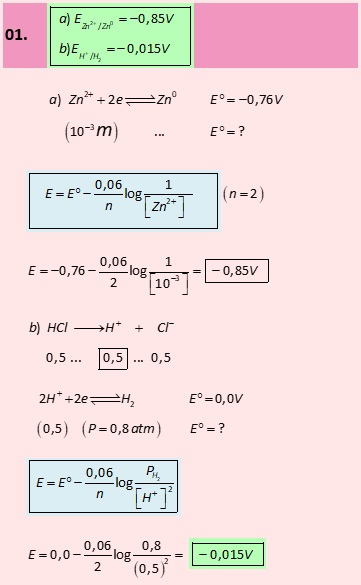 01.
a) E Zn²⁺/Zn⁰ = −0,85V
b) E H⁺/H₂ = −0,015V
a) Zn²⁺ + 2e ⇌ Zn⁰ E° = −0,76V
(10⁻³ m) ... E° = ?
E = E° − 0,06/n log 1/[Zn²⁺] (n = 2)
E = −0,76 − 0,06/2 log 1/[10⁻³] = −0,85V
b) HCl ⟶ H⁺ + Cl⁻
0,5 ... 0,5 ... 0,5
2H⁺ + 2e ⇌ H₂ E° = 0,0V
(0,5) (P = 0,8 atm) E° = ?
E = E° − 0,06/n log P H₂/[H⁺]²
E = 0,0 − 0,06/2 log 0,8/(0,5)² = −0,015V